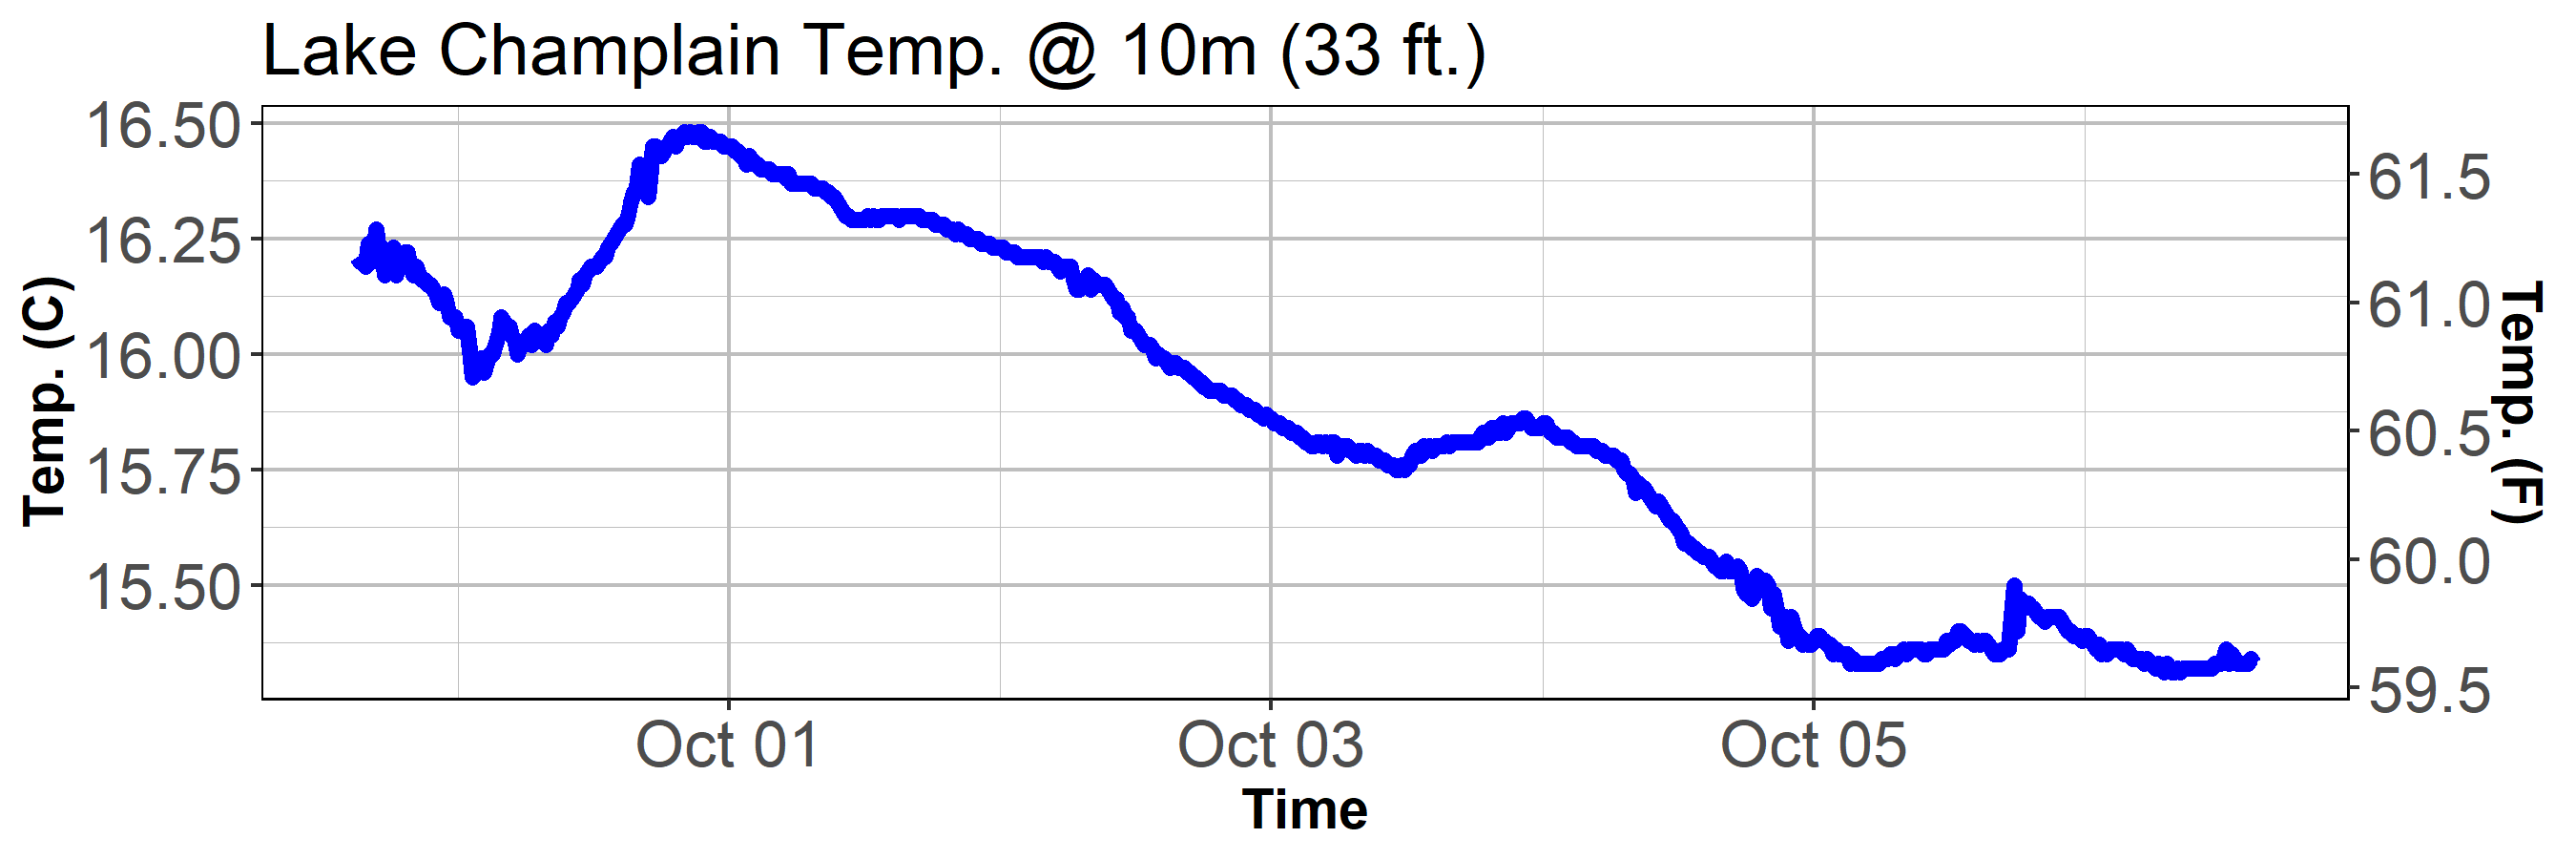 Lake Champlain Temp. @ 10m (33 ft.)
Temp. (C)
16.50
16.25
16.00
15.75
15.50
61.5
61.0
60.5
60.0
59.5
Temp. (F)
Oct 01
Oct 03
Oct 05
Time